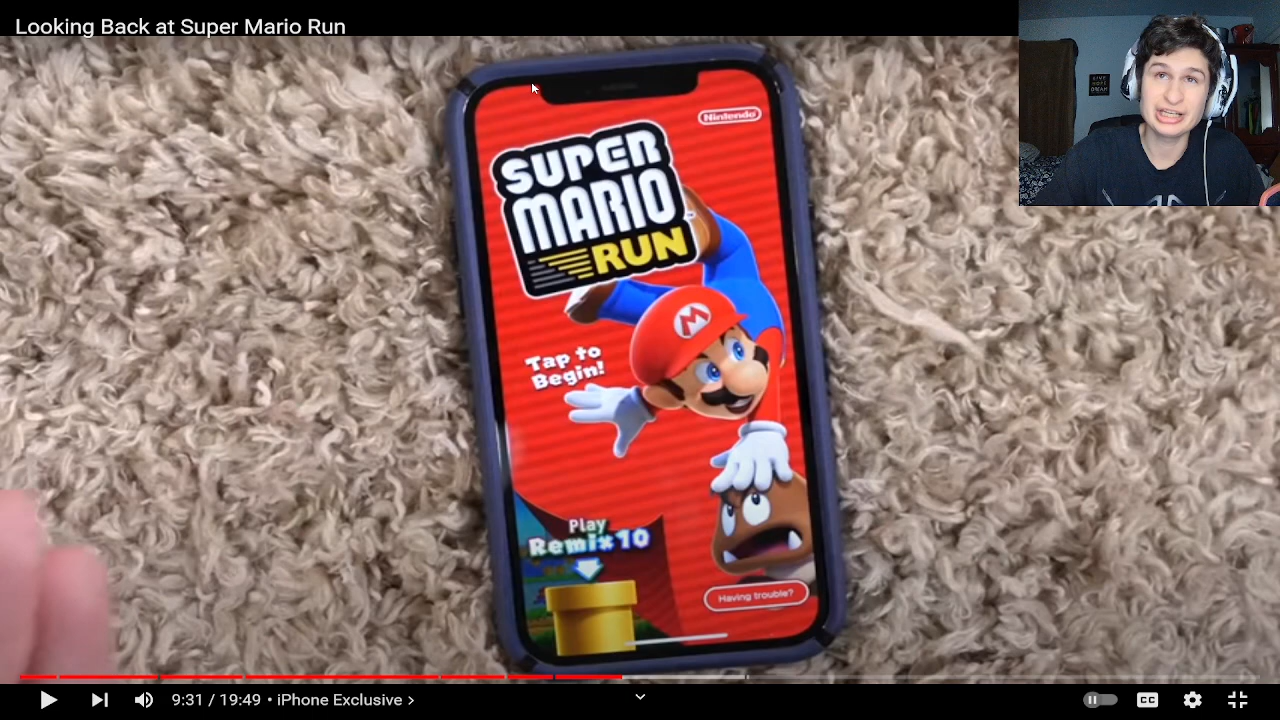 Looking Back at Super Mario Run
Nintendo
SUPER
MARIO
RUN
M
Tap to
Begin!
Play
Remix10
Having trouble?
9:31 / 19:49 • iPhone Exclusive >
CC